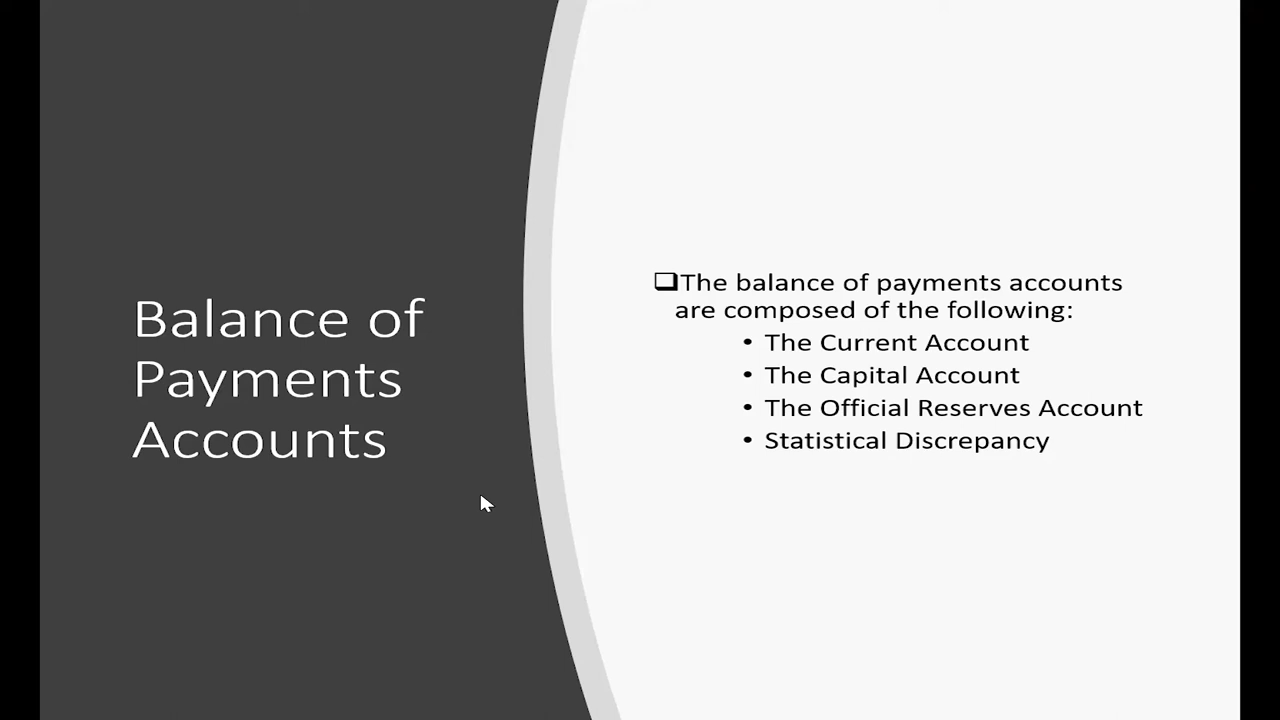 Balance of
Payments
Accounts
❑The balance of payments accounts
are composed of the following:
• The Current Account
• The Capital Account
• The Official Reserves Account
• Statistical Discrepancy